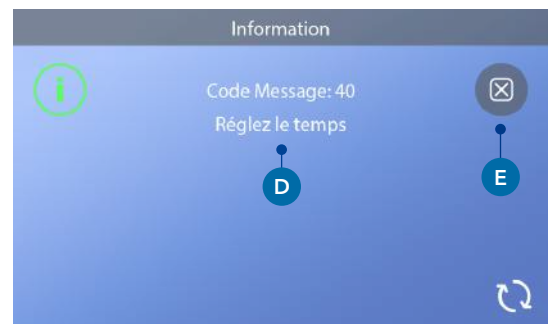 Information
Code Message: 40
Réglez le temps
D
E